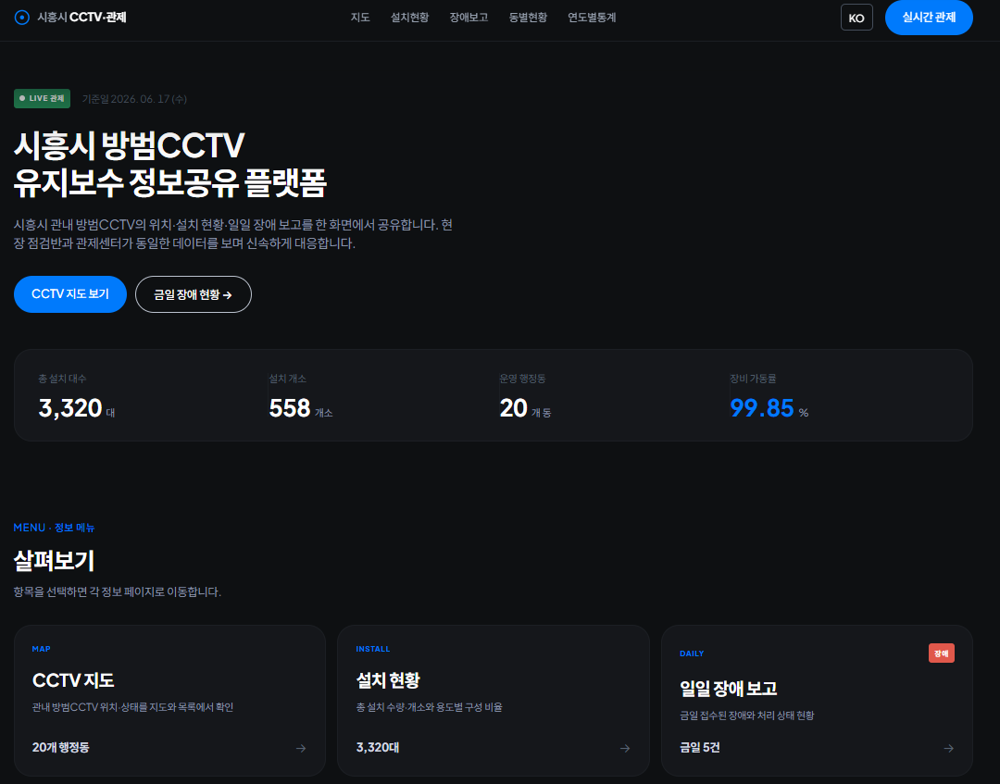 시흥시 CCTV·관제
지도 설치현황 장애보고 동별현황 연도별통계
KO
실시간 관제
LIVE 관제
기준일 2026. 06. 17 (수)
시흥시 방범CCTV
유지보수 정보공유 플랫폼
시흥시 관내 방범CCTV의 위치·설치 현황·일일 장애 보고를 한 화면에서 공유합니다. 현
장 점검반과 관제센터가 동일한 데이터를 보며 신속하게 대응합니다.
CCTV 지도 보기
금일 장애 현황 →
총 설치 대수
3,320 대
설치 개소
558 개소
운영 행정동
20 개 동
장비 가동률
99.85 %
MENU · 정보 메뉴
살펴보기
항목을 선택하면 각 정보 페이지로 이동합니다.
MAP
CCTV 지도
관내 방범CCTV 위치·상태를 지도와 목록에서 확인
20개 행정동 →
INSTALL
설치 현황
총 설치 수량·개소와 용도별 구성 비율
3,320대 →
DAILY
장애
일일 장애 보고
금일 접수된 장애와 처리 상태 현황
금일 5건 →